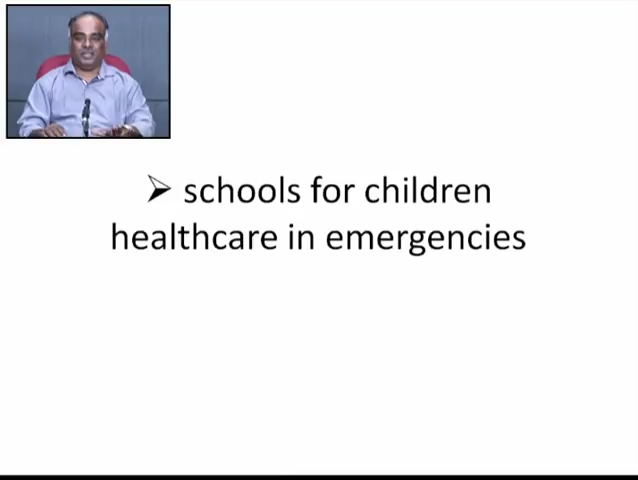 ➢ schools for children
healthcare in emergencies